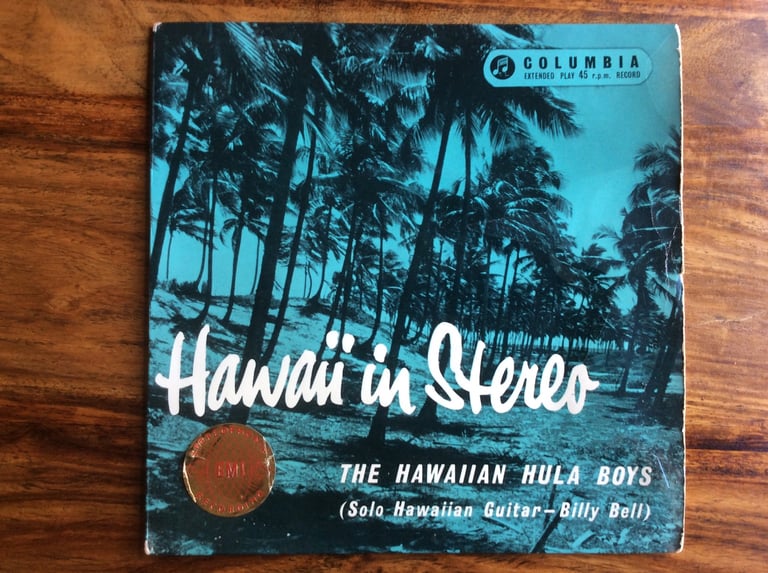 COLUMBIA
EXTENDED PLAY 45 r.p.m. RECORD
Hawaii in Stereo
EMI
THE HAWAIIAN HULA BOYS
(Solo Hawaiian Guitar—Billy Bell)